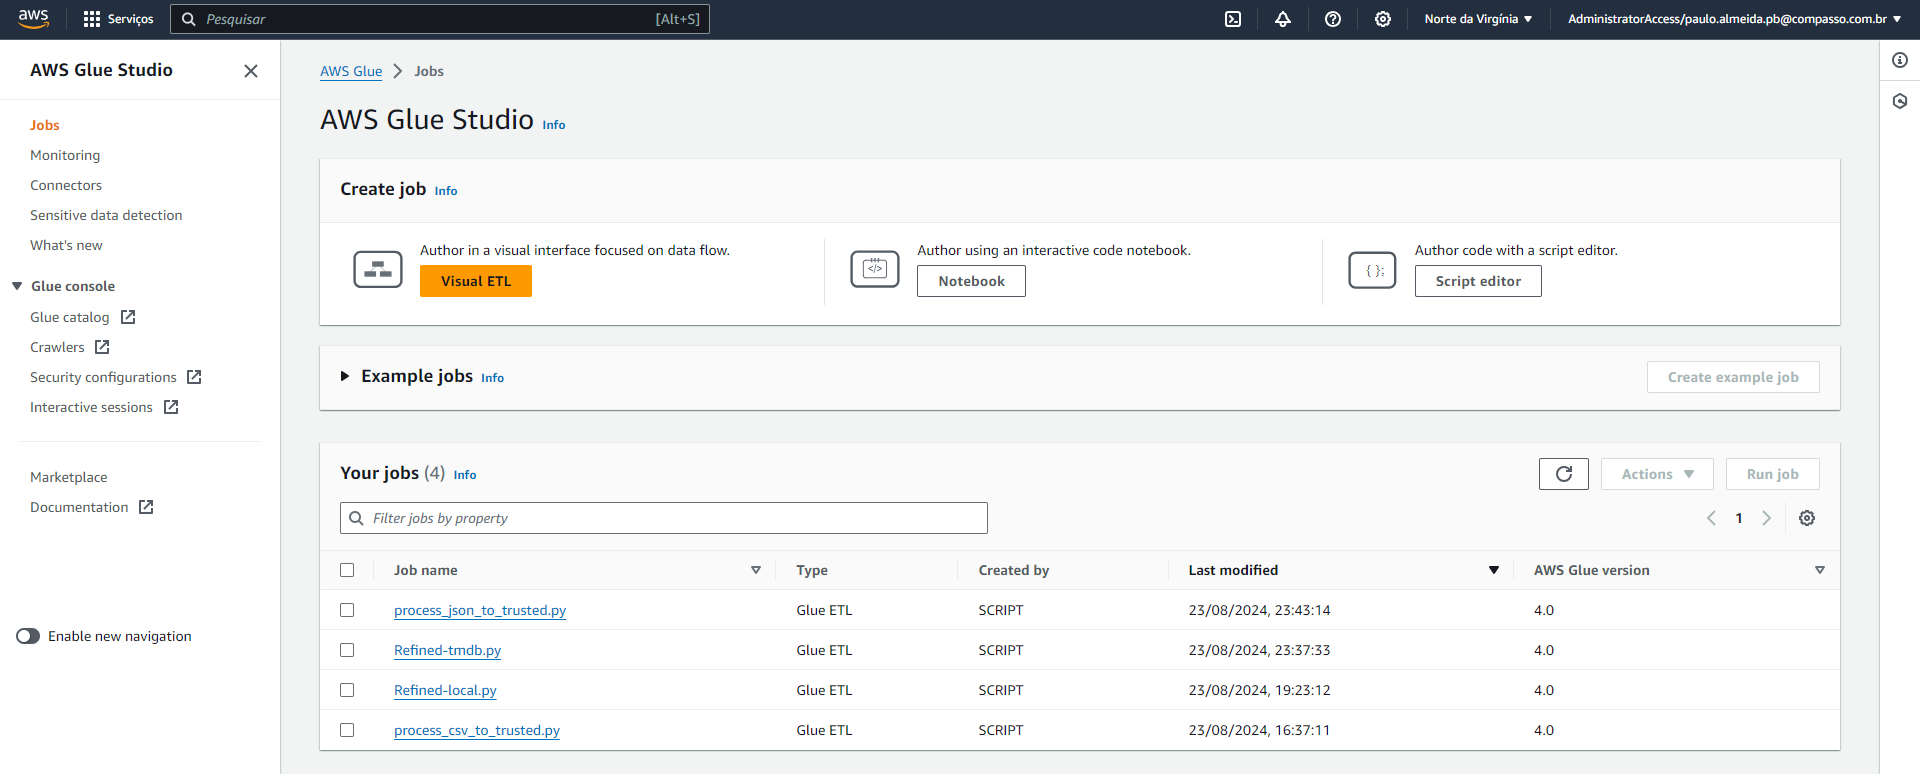 aws
Serviços
Pesquisar
[Alt+S]
Norte da Virgínia
AdministratorAccess/paulo.almeida.pb@compasso.com.br
AWS Glue Studio
Jobs
Monitoring
Connectors
Sensitive data detection
What's new
Glue console
Glue catalog
Crawlers
Security configurations
Interactive sessions
Marketplace
Documentation
Enable new navigation
AWS Glue
Jobs
AWS Glue Studio Info
Create job Info
Author in a visual interface focused on data flow.
Visual ETL
</>
Author using an interactive code notebook.
Notebook
{ };
Author code with a script editor.
Script editor
Example jobs Info
Create example job
Your jobs (4) Info
Actions
Run job
Filter jobs by property
1
Job name Type Created by Last modified AWS Glue version
process_json_to_trusted.py Glue ETL SCRIPT 23/08/2024, 23:43:14 4.0
Refined-tmdb.py Glue ETL SCRIPT 23/08/2024, 23:37:33 4.0
Refined-local.py Glue ETL SCRIPT 23/08/2024, 19:23:12 4.0
process_csv_to_trusted.py Glue ETL SCRIPT 23/08/2024, 16:37:11 4.0